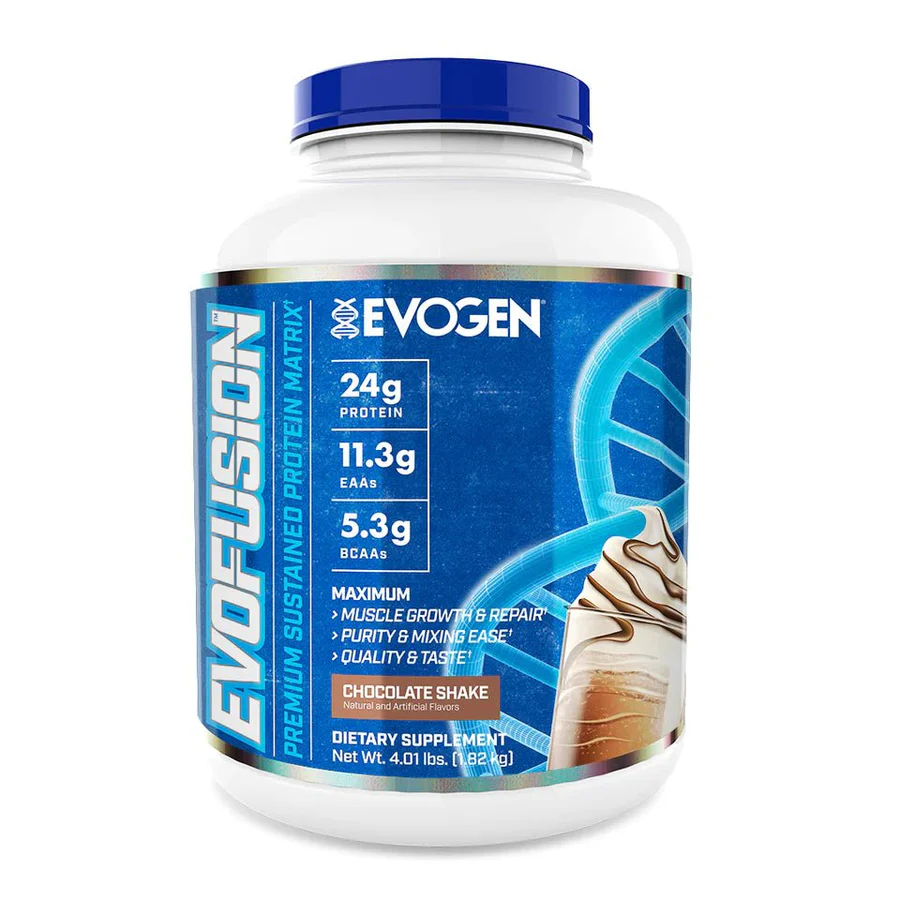 EVOFUSION™
PREMIUM SUSTAINED PROTEIN MATRIX†
EVOGEN®
24g
PROTEIN
11.3g
EAAs
5.3g
BCAAs
MAXIMUM
› MUSCLE GROWTH & REPAIR†
› PURITY & MIXING EASE†
› QUALITY & TASTE†
CHOCOLATE SHAKE
Natural and Artificial Flavors
DIETARY SUPPLEMENT
Net Wt. 4.01 lbs. (1.82 kg)